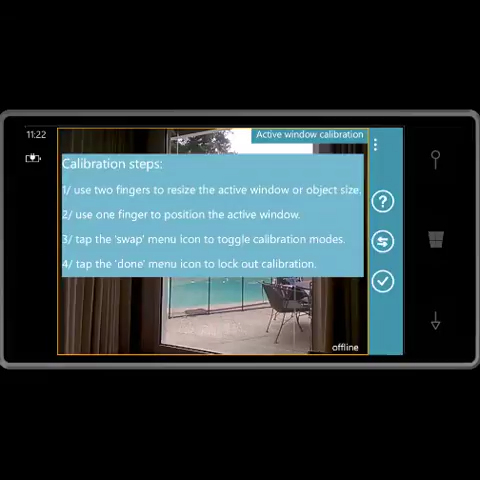 11:22
Active window calibration
Calibration steps:
1/ use two fingers to resize the active window or object size.
2/ use one finger to position the active window.
3/ tap the 'swap' menu icon to toggle calibration modes.
4/ tap the 'done' menu icon to lock out calibration.
?
offline